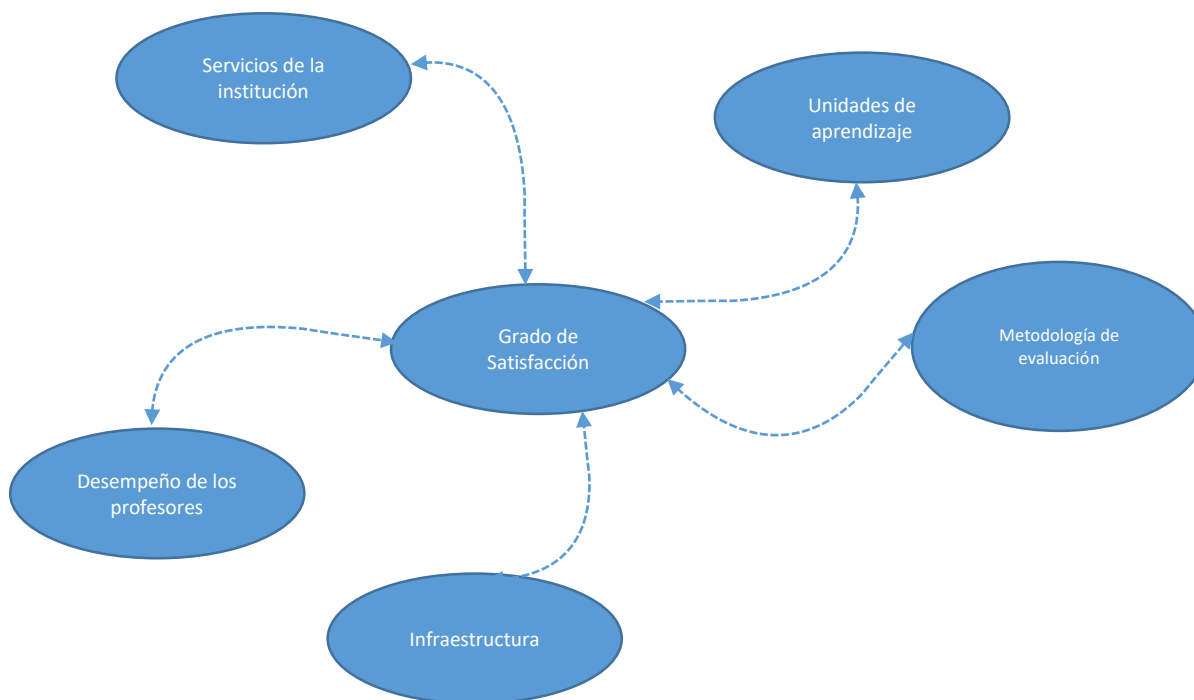 Servicios de la
institución
Unidades de
aprendizaje
Grado de
Satisfacción
Metodología de
evaluación
Desempeño de los
profesores
Infraestructura